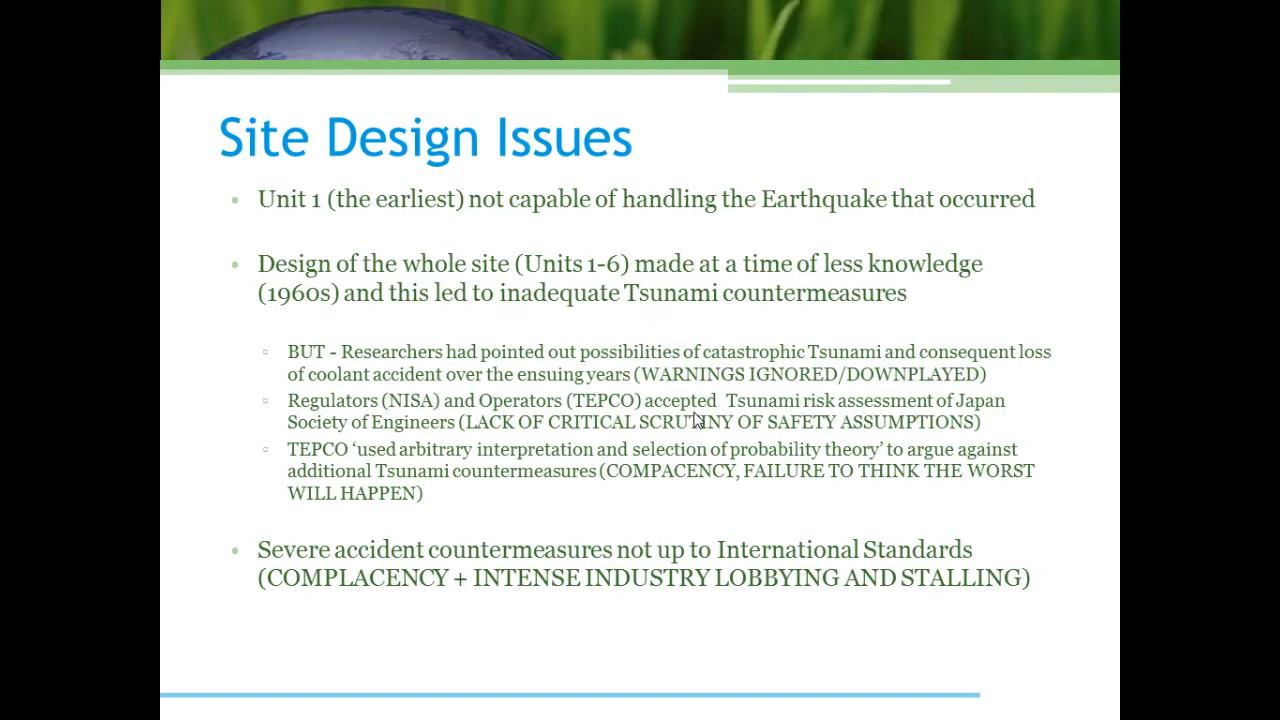 Site Design Issues
• Unit 1 (the earliest) not capable of handling the Earthquake that occurred
• Design of the whole site (Units 1-6) made at a time of less knowledge
(1960s) and this led to inadequate Tsunami countermeasures
▫ BUT - Researchers had pointed out possibilities of catastrophic Tsunami and consequent loss
of coolant accident over the ensuing years (WARNINGS IGNORED/DOWNPLAYED)
▫ Regulators (NISA) and Operators (TEPCO) accepted Tsunami risk assessment of Japan
Society of Engineers (LACK OF CRITICAL SCRUTINY OF SAFETY ASSUMPTIONS)
▫ TEPCO ‘used arbitrary interpretation and selection of probability theory’ to argue against
additional Tsunami countermeasures (COMPACENCY, FAILURE TO THINK THE WORST
WILL HAPPEN)
• Severe accident countermeasures not up to International Standards
(COMPLACENCY + INTENSE INDUSTRY LOBBYING AND STALLING)